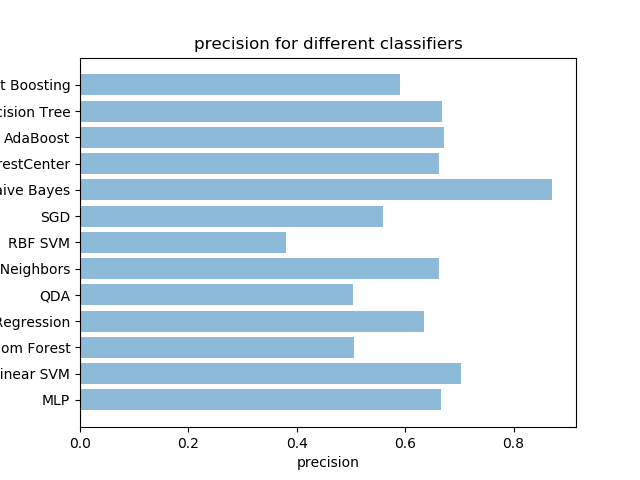 precision for different classifiers
t Boosting
cision Tree
AdaBoost
restCenter
aive Bayes
SGD
RBF SVM
Neighbors
QDA
Regression
om Forest
inear SVM
MLP
0.0 0.2 0.4 0.6 0.8
precision